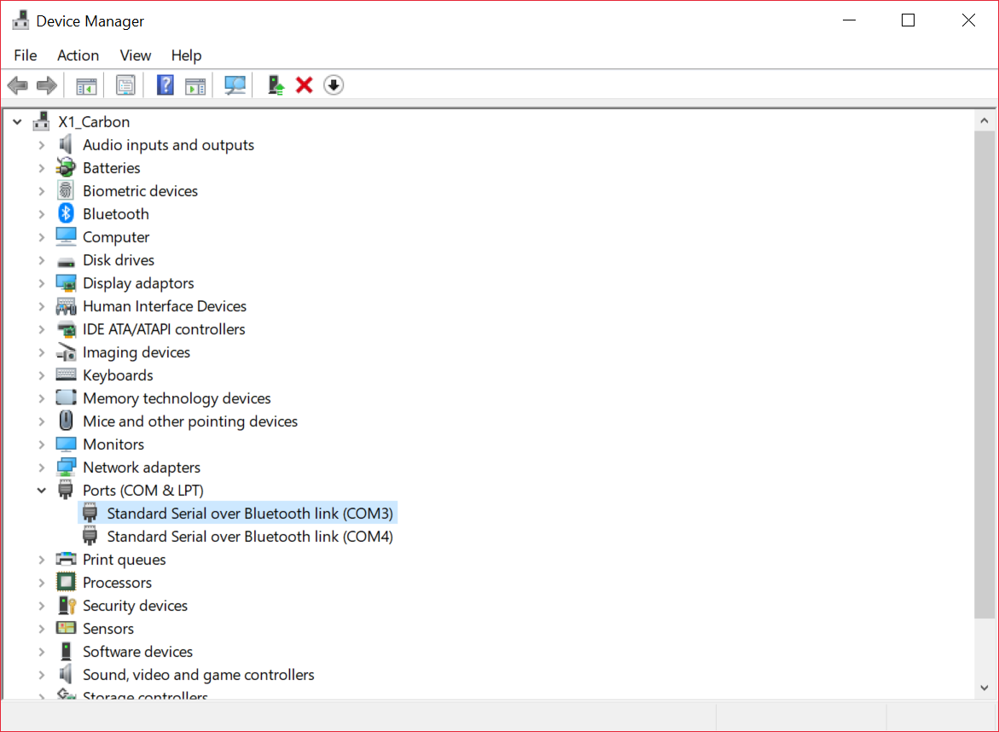 Device Manager
File Action View Help
X1_Carbon
Audio inputs and outputs
Batteries
Biometric devices
Bluetooth
Computer
Disk drives
Display adaptors
Human Interface Devices
IDE ATA/ATAPI controllers
Imaging devices
Keyboards
Memory technology devices
Mice and other pointing devices
Monitors
Network adapters
Ports (COM & LPT)
Standard Serial over Bluetooth link (COM3)
Standard Serial over Bluetooth link (COM4)
Print queues
Processors
Security devices
Sensors
Software devices
Sound, video and game controllers
Storage controllers